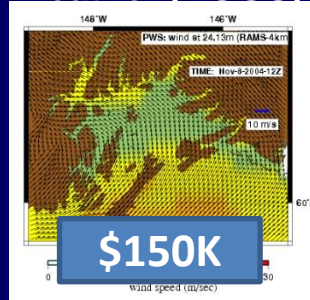 148°W 146°W
PWS: wind at 24.13m (RAMS-4km
TIME: Nov-8-2004-12Z
10 m/s
60°
$150K
0 30
wind speed (m/sec)